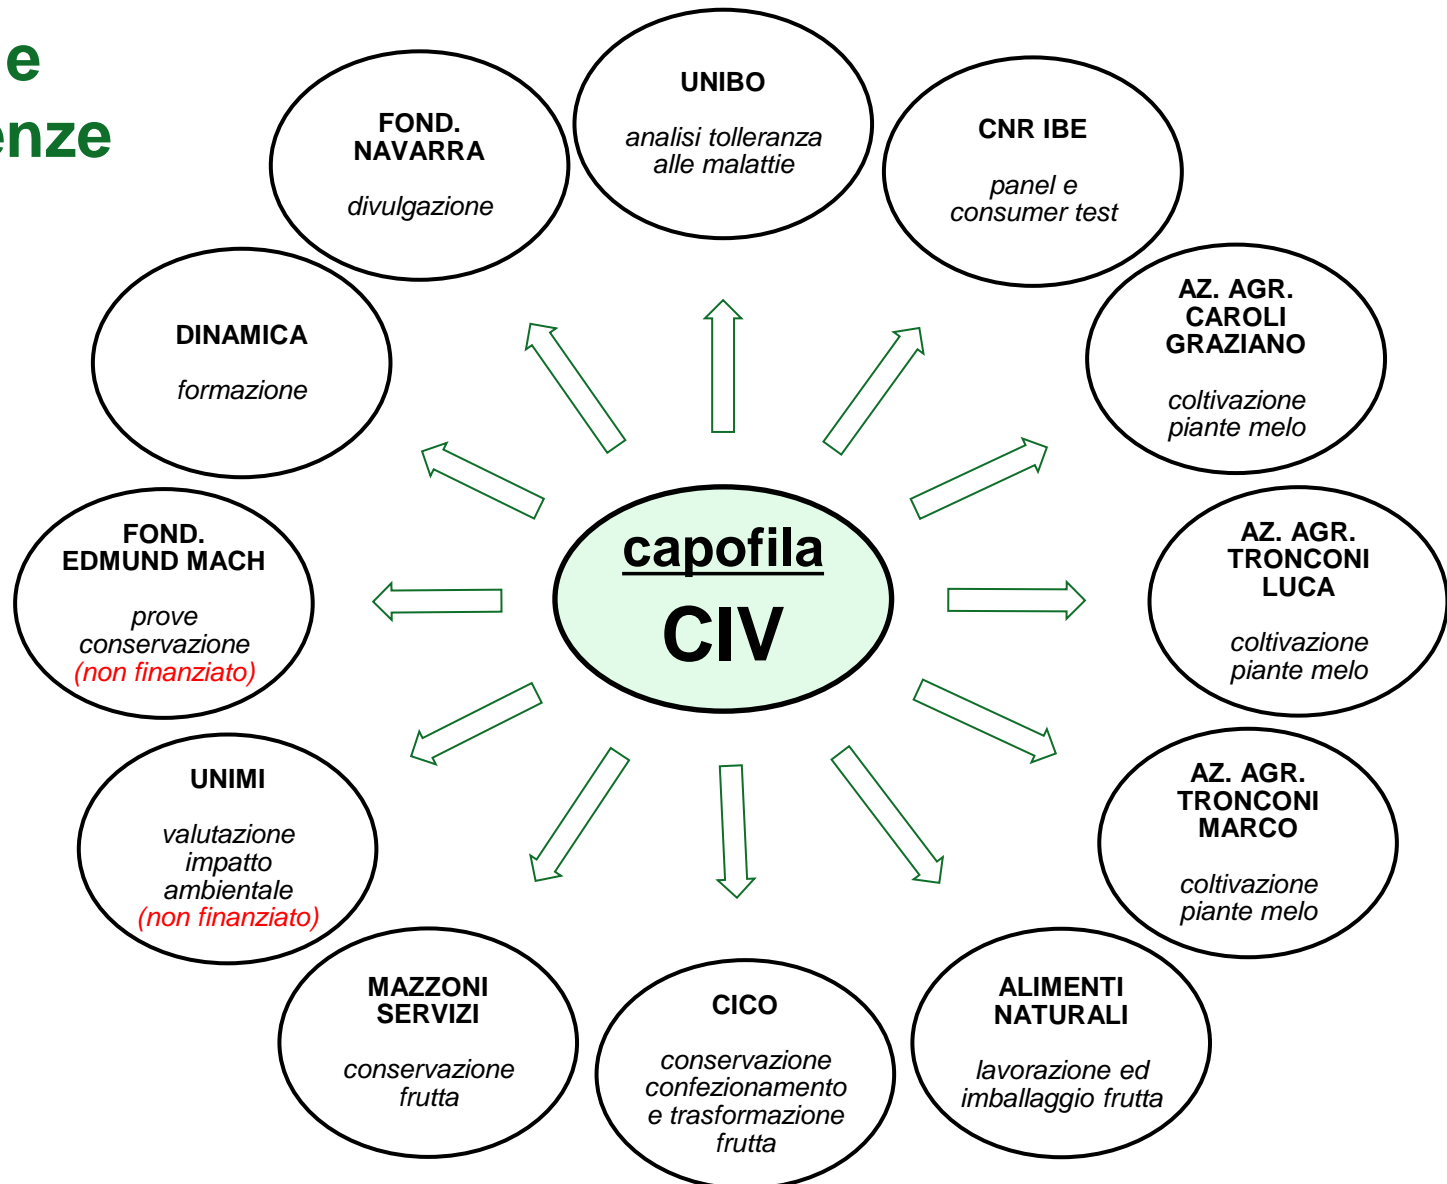 e
enze
UNIBO
analisi tolleranza
alle malattie
FOND.
NAVARRA
divulgazione
CNR IBE
panel e
consumer test
DINAMICA
formazione
AZ. AGR.
CAROLI
GRAZIANO
coltivazione
piante melo
capofila
CIV
FOND.
EDMUND MACH
prove
conservazione
(non finanziato)
AZ. AGR.
TRONCONI
LUCA
coltivazione
piante melo
UNIMI
valutazione
impatto
ambientale
(non finanziato)
AZ. AGR.
TRONCONI
MARCO
coltivazione
piante melo
MAZZONI
SERVIZI
conservazione
frutta
CICO
conservazione
confezionamento
e trasformazione
frutta
ALIMENTI
NATURALI
lavorazione ed
imballaggio frutta